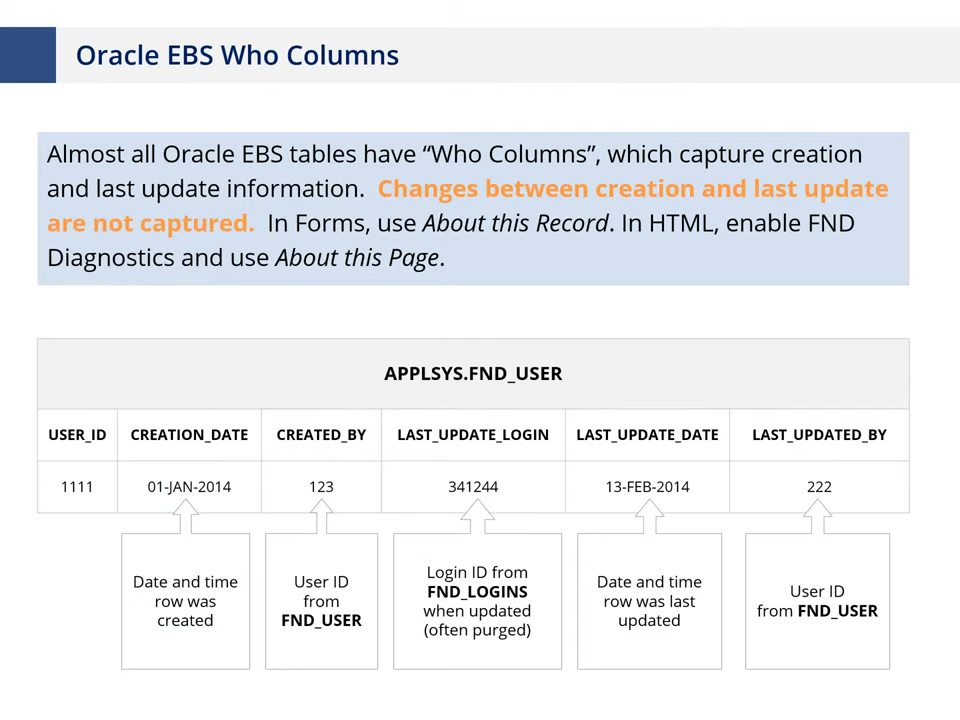 Oracle EBS Who Columns
Almost all Oracle EBS tables have “Who Columns”, which capture creation
and last update information.  Changes between creation and last update
are not captured.  In Forms, use About this Record. In HTML, enable FND
Diagnostics and use About this Page.
APPLSYS.FND_USER
USER_ID CREATION_DATE CREATED_BY LAST_UPDATE_LOGIN LAST_UPDATE_DATE LAST_UPDATED_BY
1111 01-JAN-2014 123 341244 13-FEB-2014 222
Date and time
row was
created
User ID
from
FND_USER
Login ID from
FND_LOGINS
when updated
(often purged)
Date and time
row was last
updated
User ID
from FND_USER